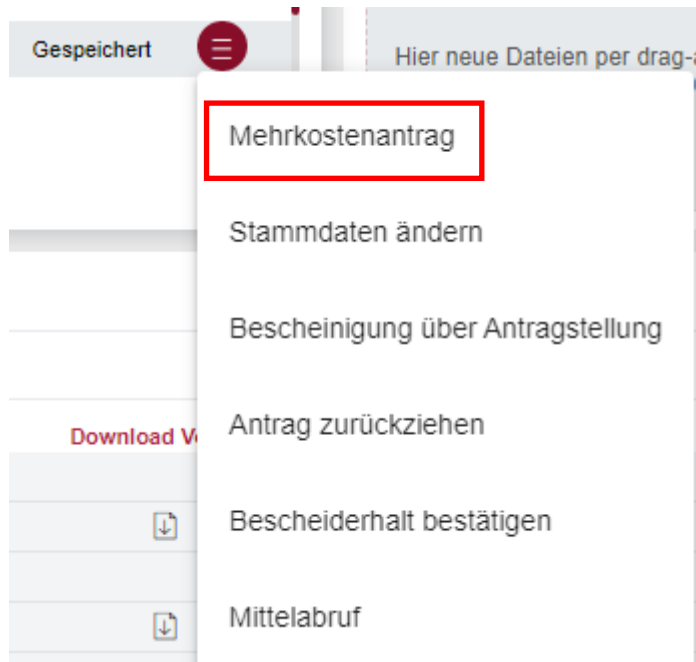 Gespeichert
Hier neue Dateien per drag-
Mehrkostenantrag
Stammdaten ändern
Bescheinigung über Antragstellung
Antrag zurückziehen
Download
Bescheiderhalt bestätigen
Mittelabruf